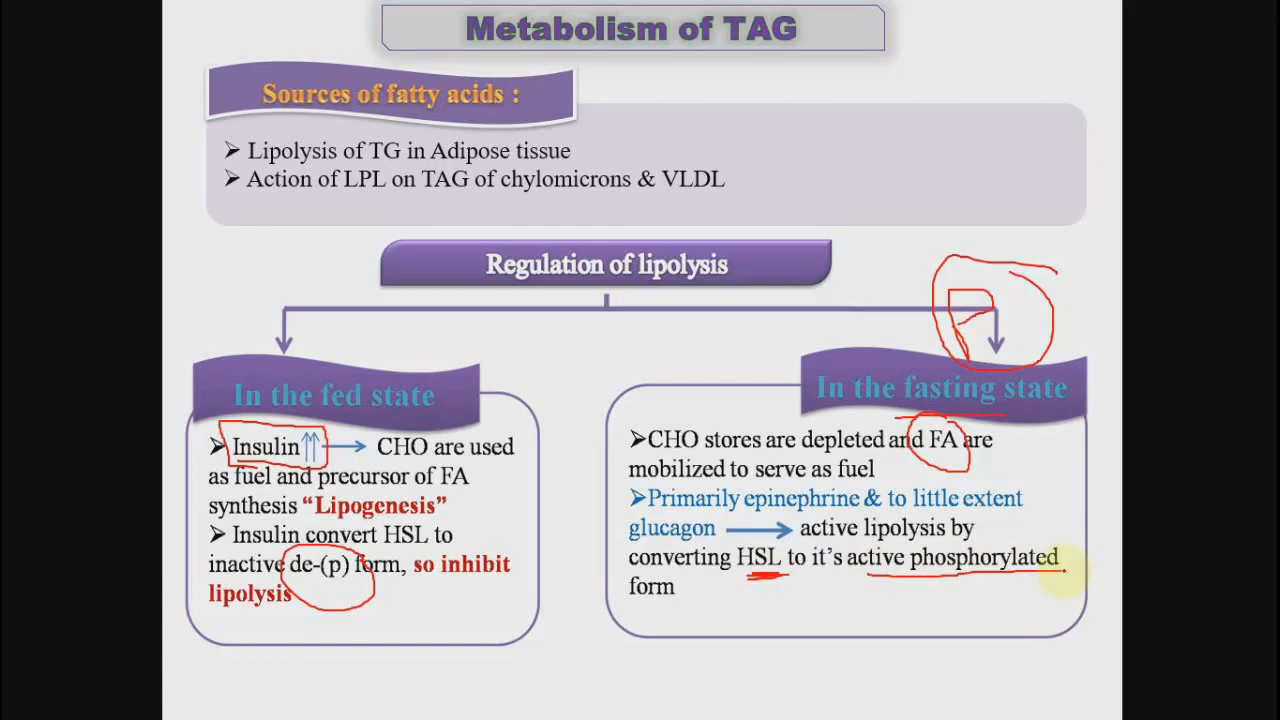 Metabolism of TAG
Sources of fatty acids :
➢ Lipolysis of TG in Adipose tissue
➢ Action of LPL on TAG of chylomicrons & VLDL
Regulation of lipolysis
In the fed state
➢ Insulin⇈ → CHO are used
as fuel and precursor of FA
synthesis “Lipogenesis”
➢ Insulin convert HSL to
inactive de-(p) form, so inhibit
lipolysis
P
In the fasting state
➢CHO stores are depleted and FA are
mobilized to serve as fuel
➢Primarily epinephrine & to little extent
glucagon → active lipolysis by
converting HSL to it’s active phosphorylated
form